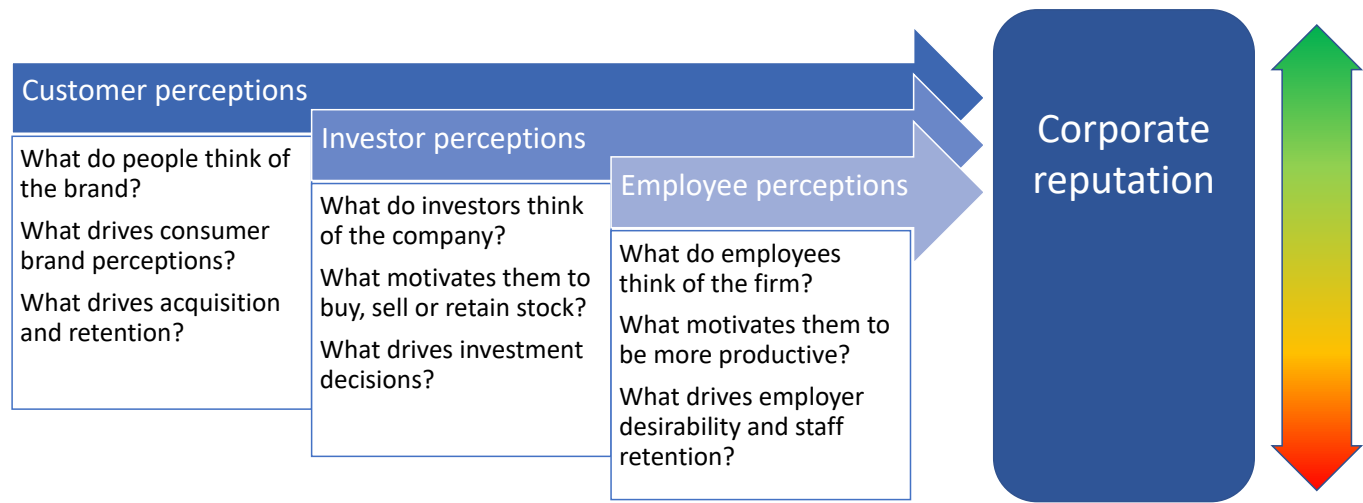 Customer perceptions
What do people think of
the brand?
What drives consumer
brand perceptions?
What drives acquisition
and retention?
Investor perceptions
What do investors think
of the company?
What motivates them to
buy, sell or retain stock?
What drives investment
decisions?
Employee perceptions
What do employees
think of the firm?
What motivates them to
be more productive?
What drives employer
desirability and staff
retention?
Corporate
reputation